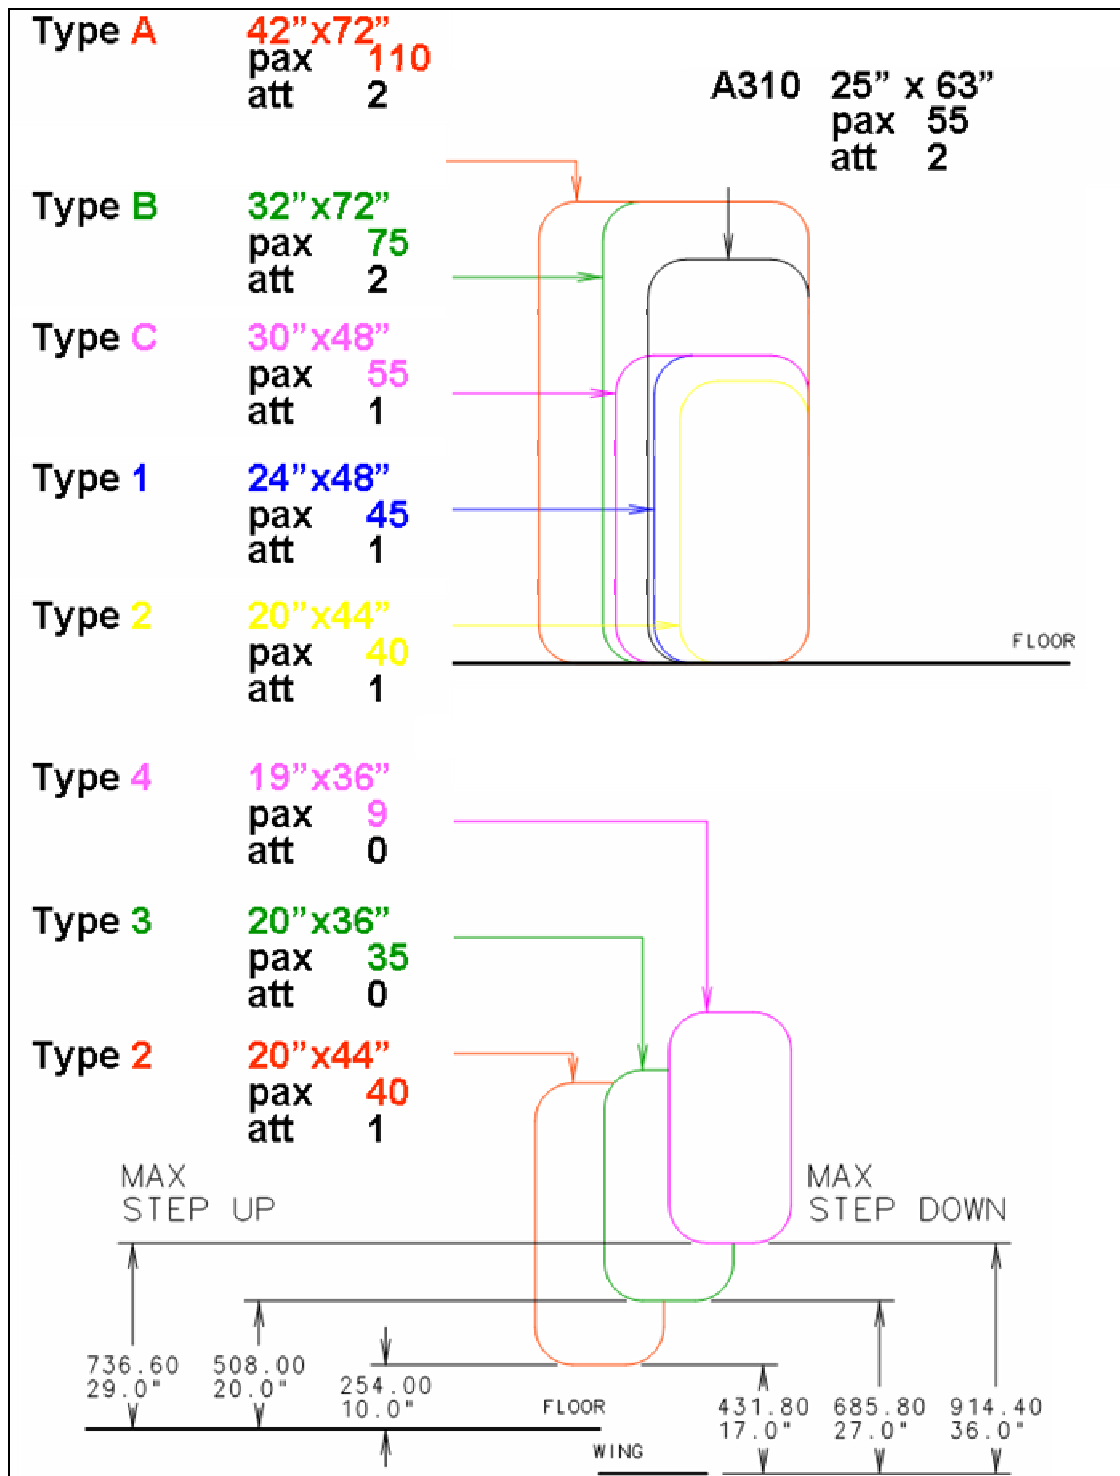 Type A 42”x72”
pax 110
att 2
A310 25” x 63”
pax 55
att 2
Type B 32”x72”
pax 75
att 2
Type C 30”x48”
pax 55
att 1
Type 1 24”x48”
pax 45
att 1
Type 2 20”x44”
pax 40
att 1
FLOOR
Type 4 19”x36”
pax 9
att 0
Type 3 20”x36”
pax 35
att 0
Type 2 20”x44”
pax 40
att 1
MAX
STEP UP
MAX
STEP DOWN
736.60
29.0"
508.00
20.0"
254.00
10.0"
FLOOR
WING
431.80
17.0"
685.80
27.0"
914.40
36.0"